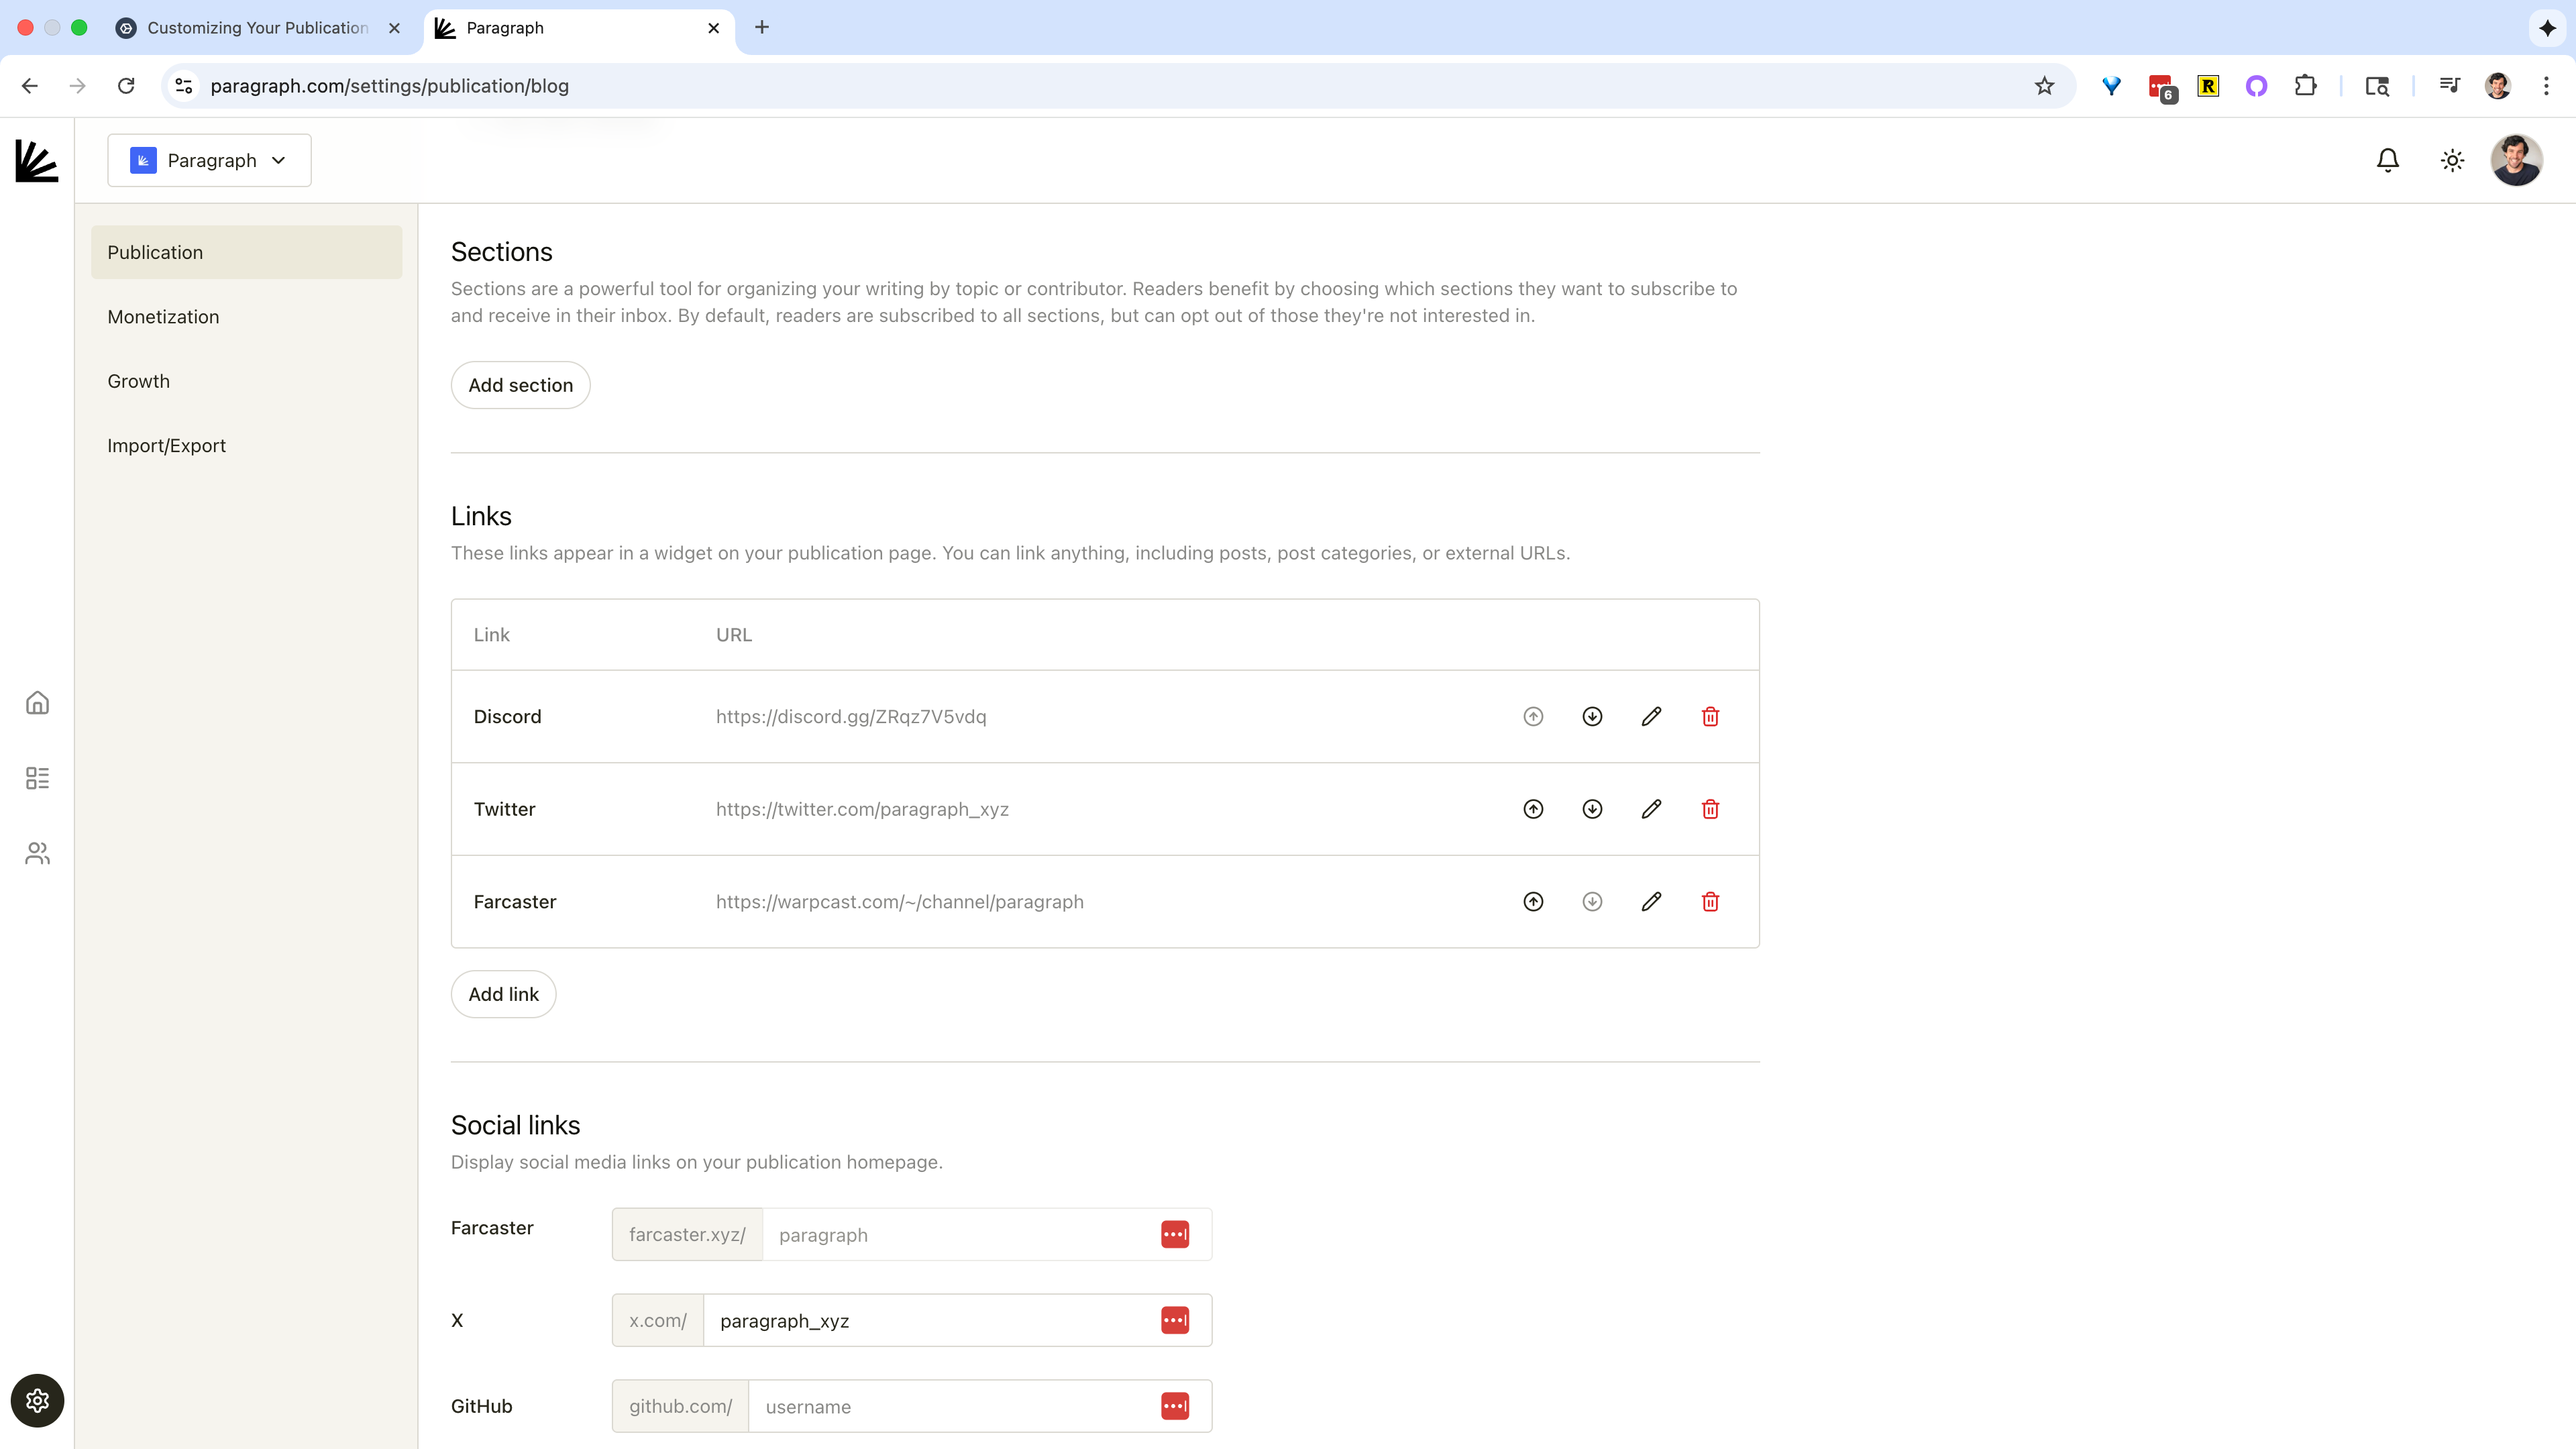 Customizing Your Publication
Paragraph
paragraph.com/settings/publication/blog
6
R
Paragraph
Publication
Monetization
Growth
Import/Export
Sections
Sections are a powerful tool for organizing your writing by topic or contributor. Readers benefit by choosing which sections they want to subscribe to
and receive in their inbox. By default, readers are subscribed to all sections, but can opt out of those they're not interested in.
Add section
Links
These links appear in a widget on your publication page. You can link anything, including posts, post categories, or external URLs.
Link URL
Discord https://discord.gg/ZRqz7V5vdq
Twitter https://twitter.com/paragraph_xyz
Farcaster https://warpcast.com/~/channel/paragraph
Add link
Social links
Display social media links on your publication homepage.
Farcaster farcaster.xyz/ paragraph
X x.com/ paragraph_xyz
GitHub github.com/ username